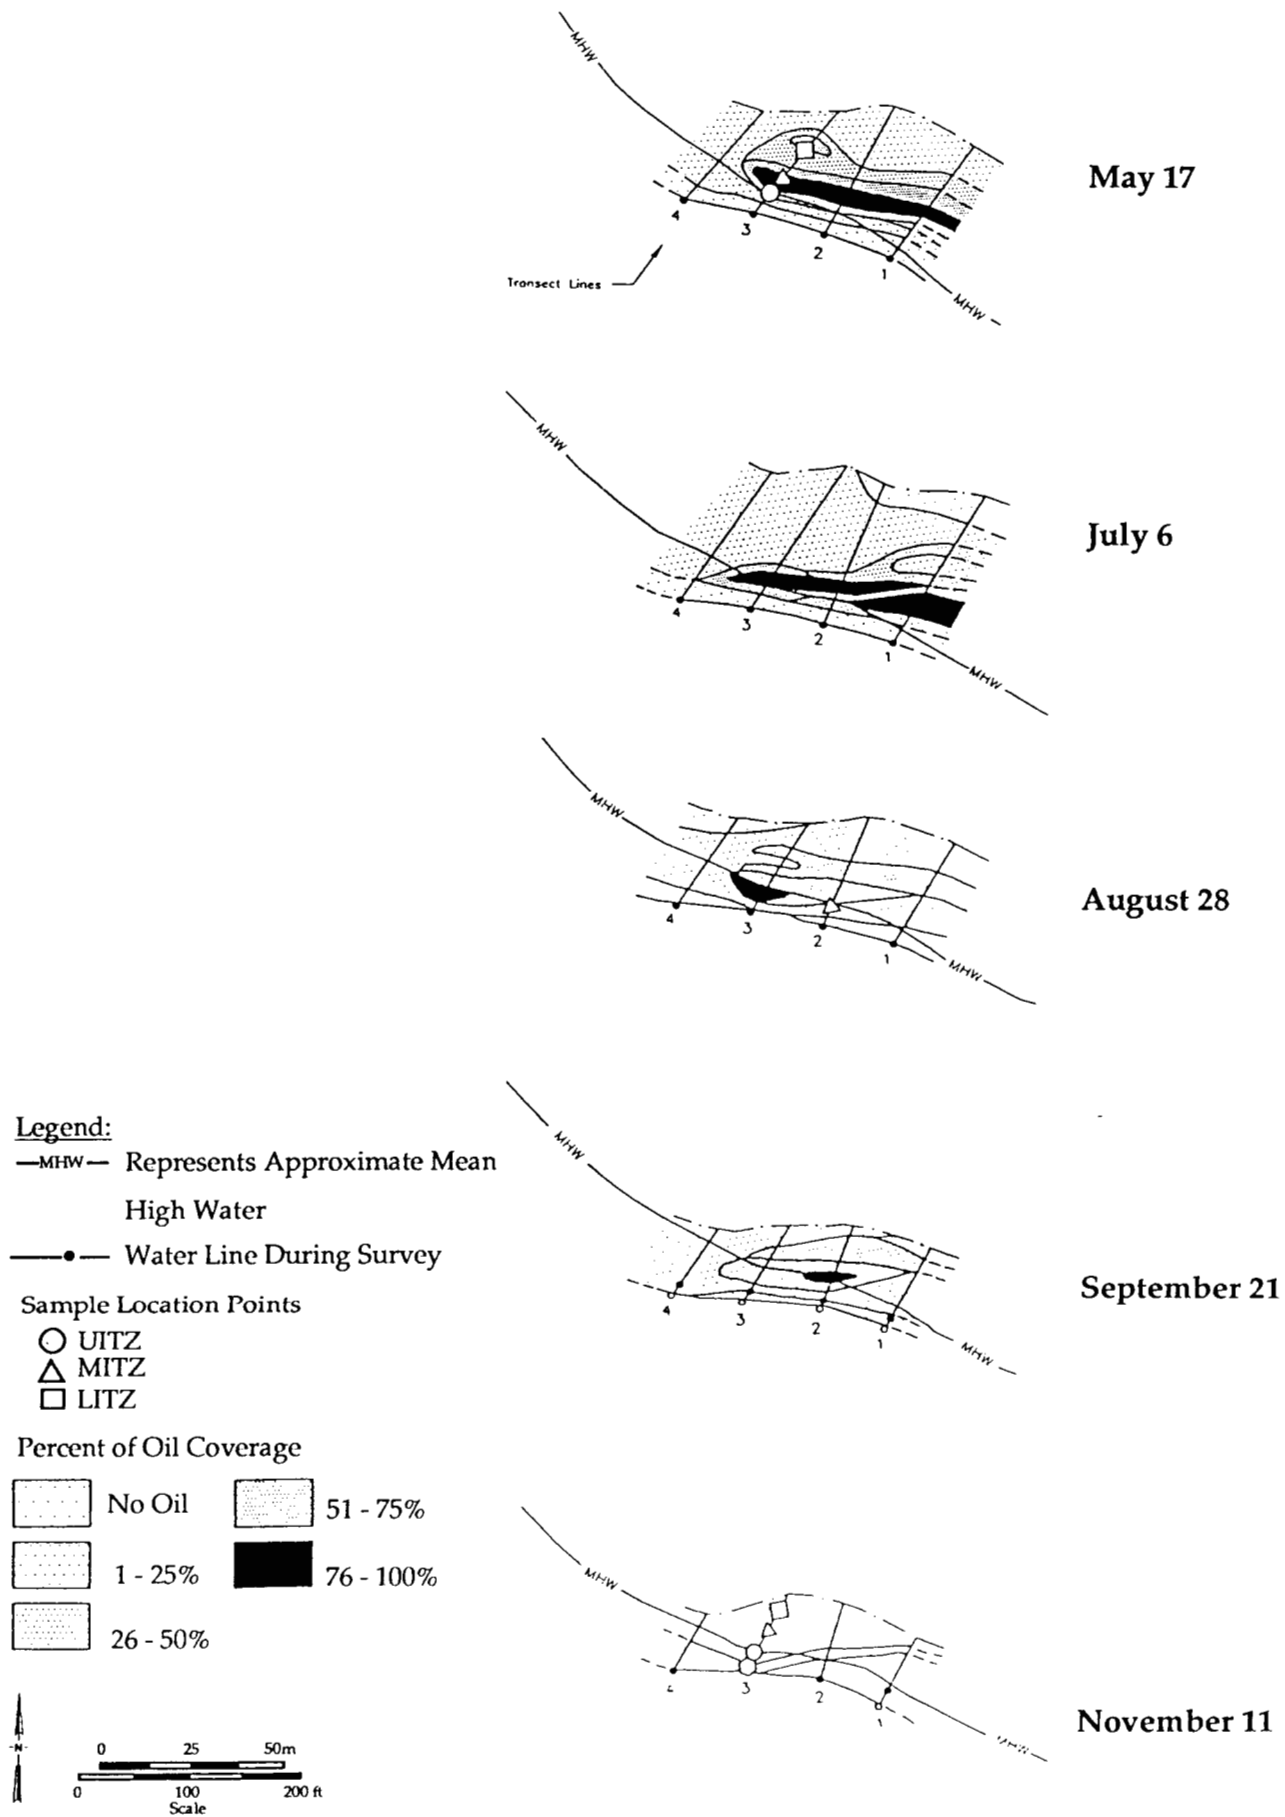 MHW
May 17
4
3
2
1
Transect Lines
MHW
MHW
July 6
4
3
2
1
MHW
MHW
August 28
4
3
2
1
MHW
MHW
September 21
4
3
2
1
MHW
Legend:
MHW Represents Approximate Mean
High Water
Water Line During Survey
Sample Location Points
UITZ
MITZ
LITZ
Percent of Oil Coverage
No Oil
51 - 75%
1 - 25%
76 - 100%
26 - 50%
MHW
4
3
2
1
MHW
November 11
N
0 25 50m
0 100 200 ft
Scale